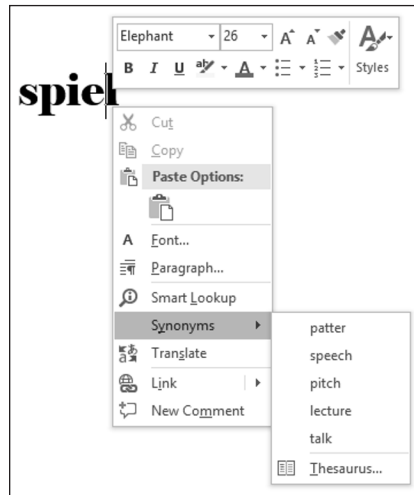 Elephant 26 A A
B I U aby A Styles
spiel
Cut
Copy
Paste Options:
A Font...
Paragraph...
Smart Lookup
Synonyms
patter
Translate
speech
Link
pitch
New Comment
lecture
talk
Thesaurus...